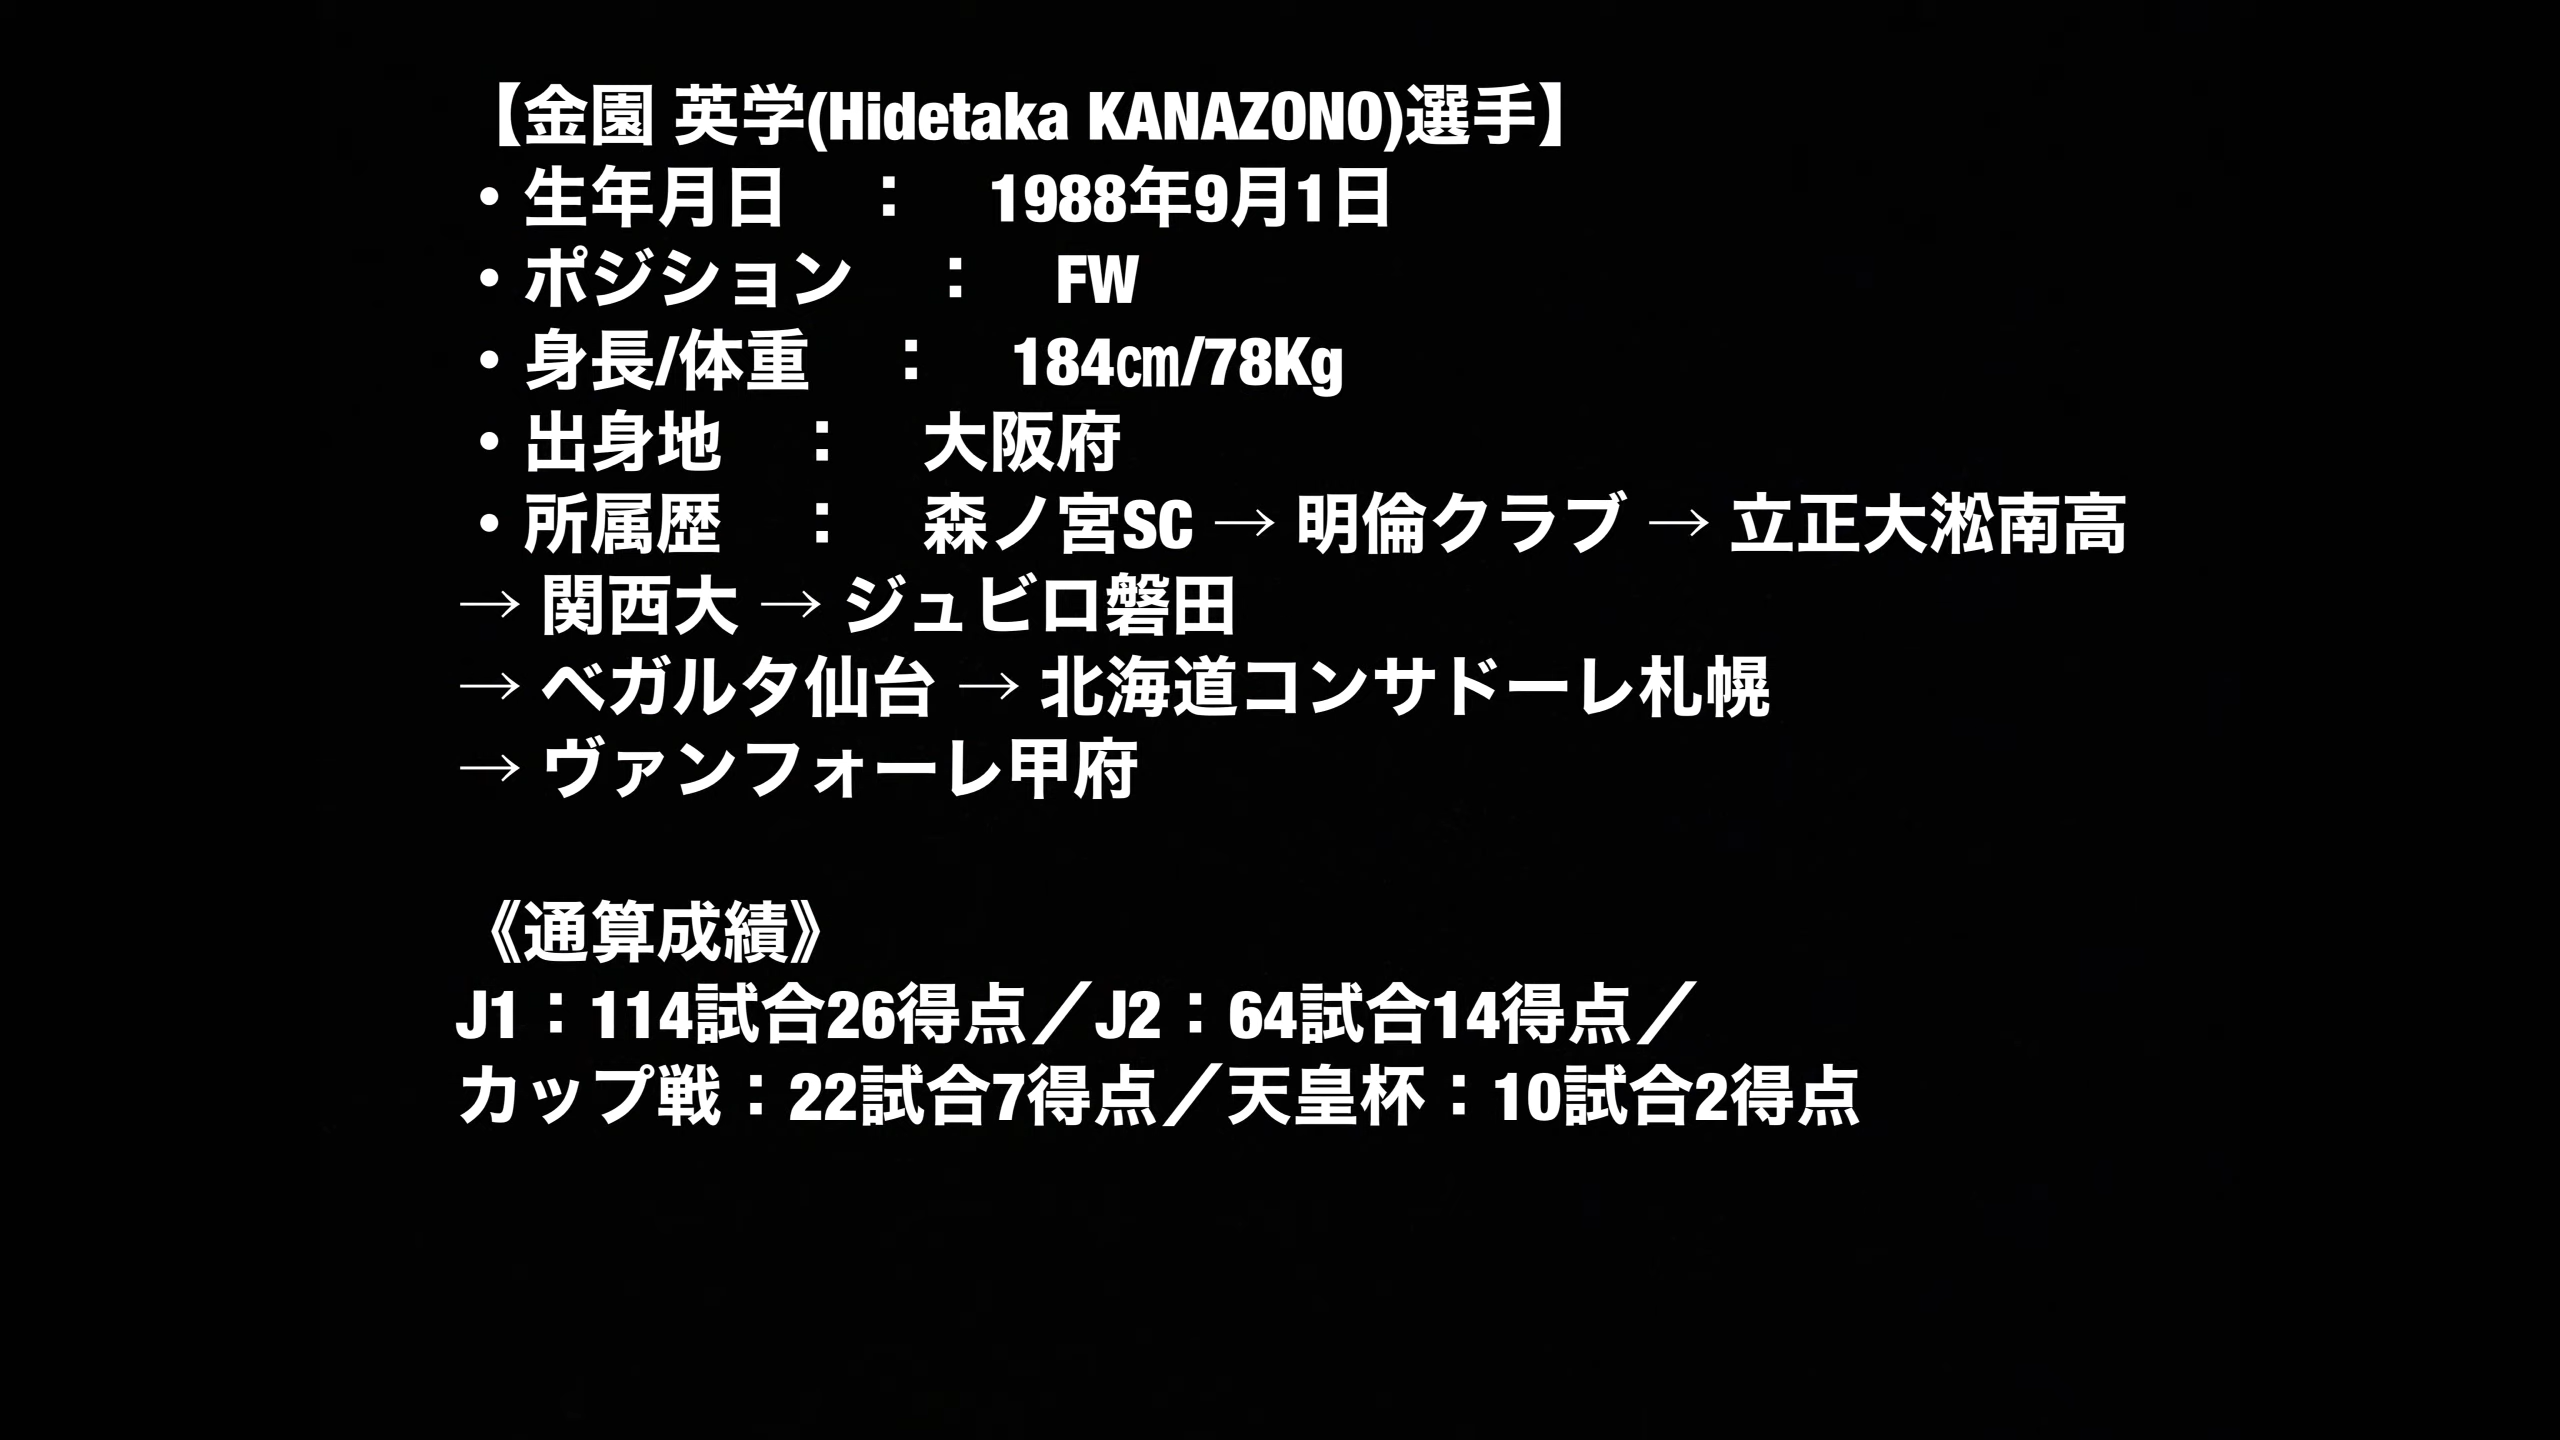 【金園 英学(Hidetaka KANAZONO)選手】
・生年月日　：　1988年9月1日
・ポジション　：　FW
・身長/体重　：　184㎝/78Kg
・出身地　：　大阪府
・所属歴　：　森ノ宮SC → 明倫クラブ → 立正大淞南高
→ 関西大 → ジュビロ磐田
→ ベガルタ仙台 → 北海道コンサドーレ札幌
→ ヴァンフォーレ甲府
《通算成績》
J1：114試合26得点／J2：64試合14得点／
カップ戦：22試合7得点／天皇杯：10試合2得点